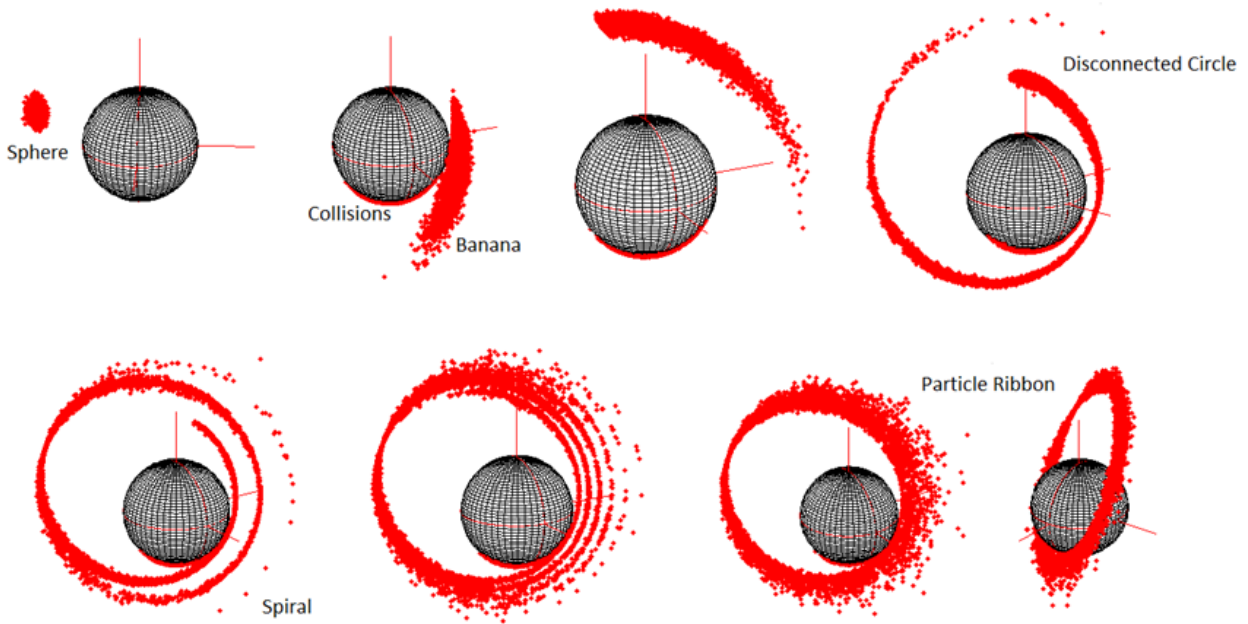 Sphere
Collisions
Banana
Disconnected Circle
Spiral
Particle Ribbon